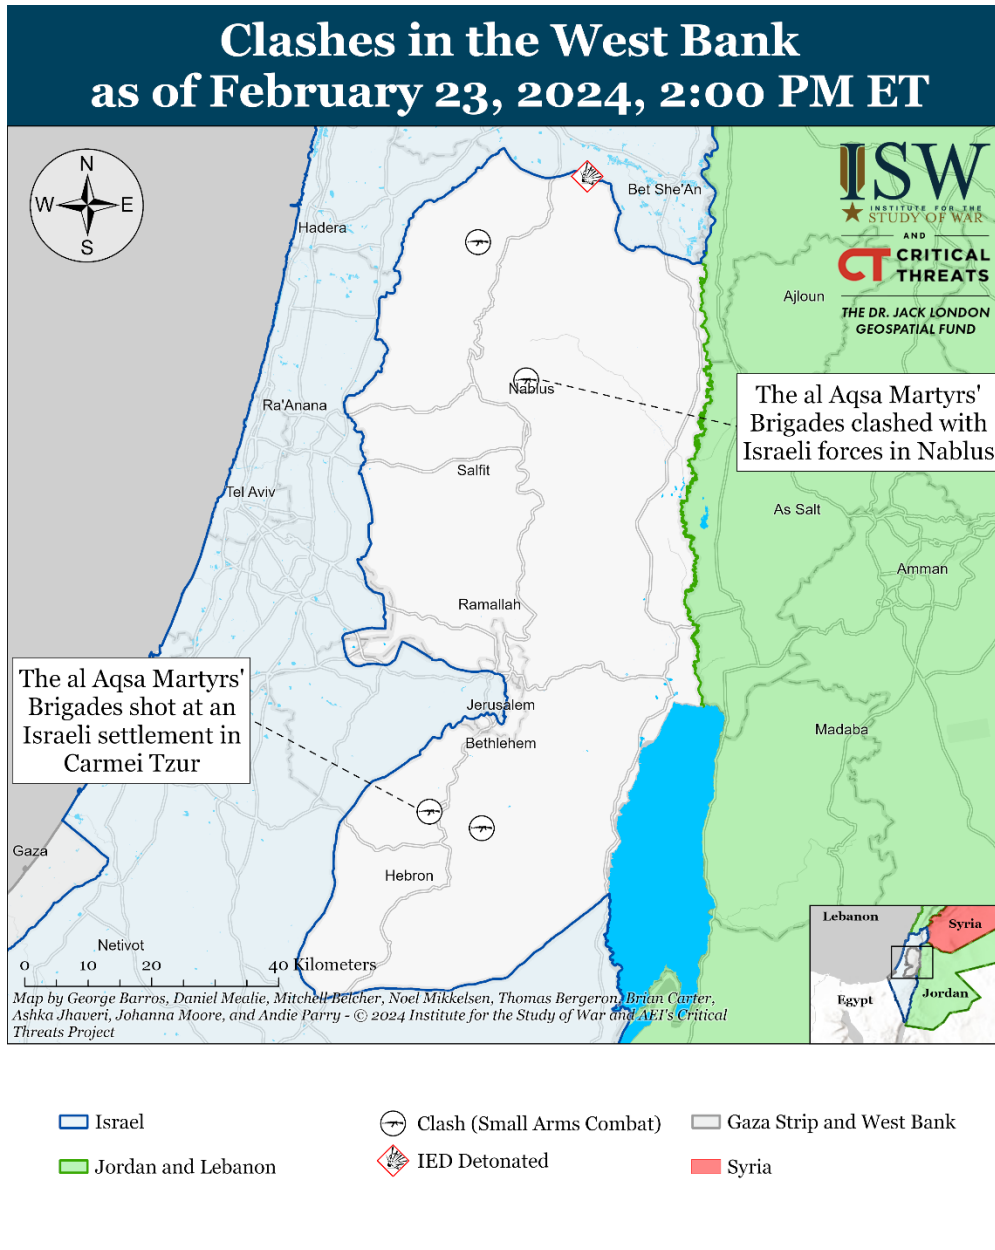 Clashes in the West Bank
as of February 23, 2024, 2:00 PM ET
N
W
E
S
ISW
INSTITUTE FOR THE
STUDY OF WAR
AND
CT CRITICAL
THREATS
THE DR. JACK LONDON
GEOSPATIAL FUND
Bet She'An
Hadera
Ajloun
Nablus
The al Aqsa Martyrs'
Brigades clashed with
Israeli forces in Nablus
Ra'Anana
Salfit
Tel Aviv
As Salt
Amman
Ramallah
The al Aqsa Martyrs'
Brigades shot at an
Israeli settlement in
Carmei Tzur
Jerusalem
Madaba
Bethlehem
Gaza
Hebron
Netivot
0 10 20 40 Kilometers
Lebanon
Syria
Egypt
Jordan
Map by George Barros, Daniel Mealie, Mitchell Belcher, Noel Mikkelsen, Thomas Bergeron, Brian Carter,
Ashka Jhaveri, Johanna Moore, and Andie Parry - © 2024 Institute for the Study of War and AEI's Critical
Threats Project
Israel
Clash (Small Arms Combat)
Gaza Strip and West Bank
Jordan and Lebanon
IED Detonated
Syria